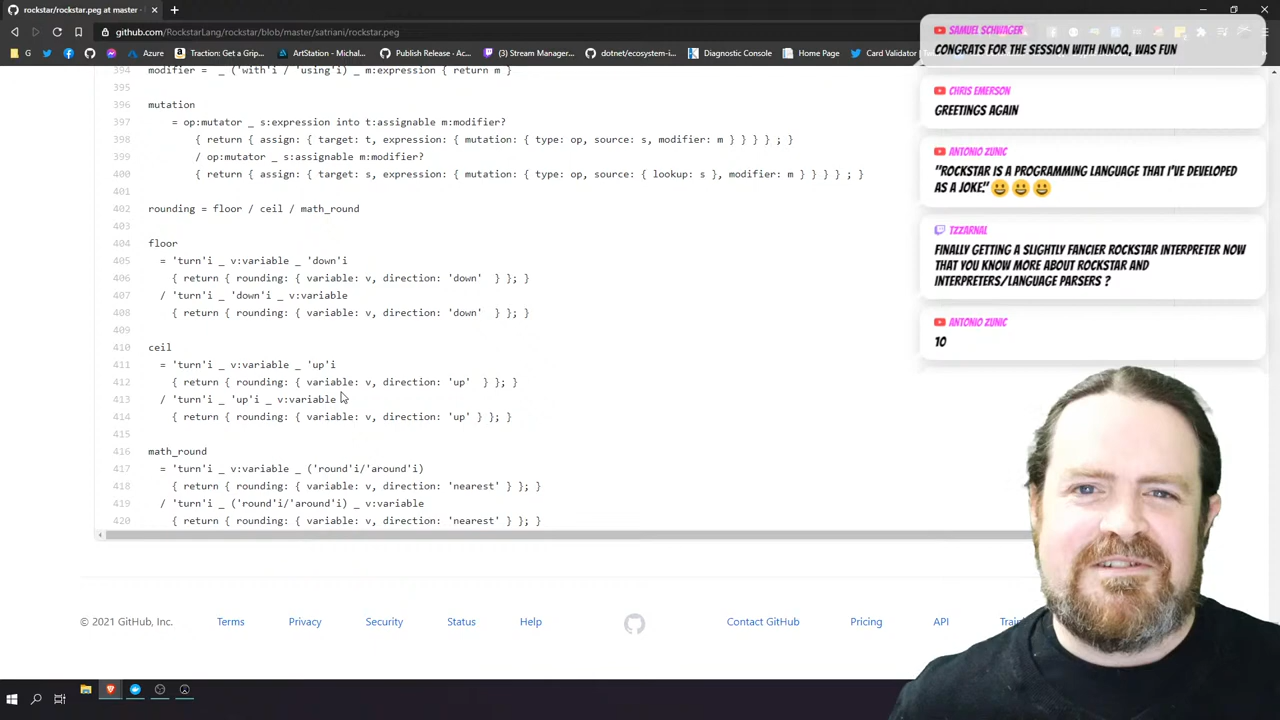 rockstar/rockstar.peg at master ·
github.com/RockstarLang/rockstar/blob/master/satriani/rockstar.peg
G
Twitter
Azure
Traction: Get a Grip...
ArtStation - Michal...
Publish Release · Ac...
(3) Stream Manager...
dotnet/ecosystem-i...
Diagnostic Console
Home Page
Card Validator
394 modifier = _ ('with'i / 'using'i) _ m:expression { return m }
395
396 mutation
397 = op:mutator _ s:expression into t:assignable m:modifier?
398 { return { assign: { target: t, expression: { mutation: { type: op, source: s, modifier: m } } } } ; }
399 / op:mutator _ s:assignable m:modifier?
400 { return { assign: { target: s, expression: { mutation: { type: op, source: { lookup: s }, modifier: m } } } } ; }
401
402 rounding = floor / ceil / math_round
403
404 floor
405 = 'turn'i _ v:variable _ 'down'i
406 { return { rounding: { variable: v, direction: 'down' } }; }
407 / 'turn'i _ 'down'i _ v:variable
408 { return { rounding: { variable: v, direction: 'down' } }; }
409
410 ceil
411 = 'turn'i _ v:variable _ 'up'i
412 { return { rounding: { variable: v, direction: 'up' } }; }
413 / 'turn'i _ 'up'i _ v:variable
414 { return { rounding: { variable: v, direction: 'up' } }; }
415
416 math_round
417 = 'turn'i _ v:variable _ ('round'i/'around'i)
418 { return { rounding: { variable: v, direction: 'nearest' } }; }
419 / 'turn'i _ ('round'i/'around'i) _ v:variable
420 { return { rounding: { variable: v, direction: 'nearest' } }; }
© 2021 GitHub, Inc.
Terms
Privacy
Security
Status
Help
Contact GitHub
Pricing
API
SAMUEL SCHWAGER
CONGRATS FOR THE SESSION WITH INNOQ, WAS FUN
CHRIS EMERSON
GREETINGS AGAIN
ANTONIO ZUNIC
"ROCKSTAR IS A PROGRAMMING LANGUAGE THAT I'VE DEVELOPED
AS A JOKE."
TZZARNAL
FINALLY GETTING A SLIGHTLY FANCIER ROCKSTAR INTERPRETER NOW
THAT YOU KNOW MORE ABOUT ROCKSTAR AND
INTERPRETERS/LANGUAGE PARSERS ?
ANTONIO ZUNIC
10